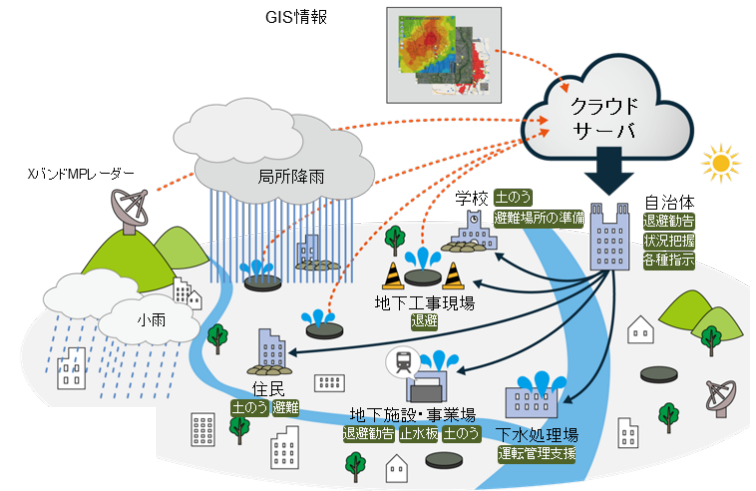 GIS情報
クラウド
サーバ
XバンドMPレーダー
局所降雨
小雨
学校
土のう
避難場所の準備
自治体
退避勧告
状況把握
各種指示
地下工事現場
退避
住民
土のう 避難
地下施設・事業場
退避勧告 止水板 土のう
下水処理場
運転管理支援